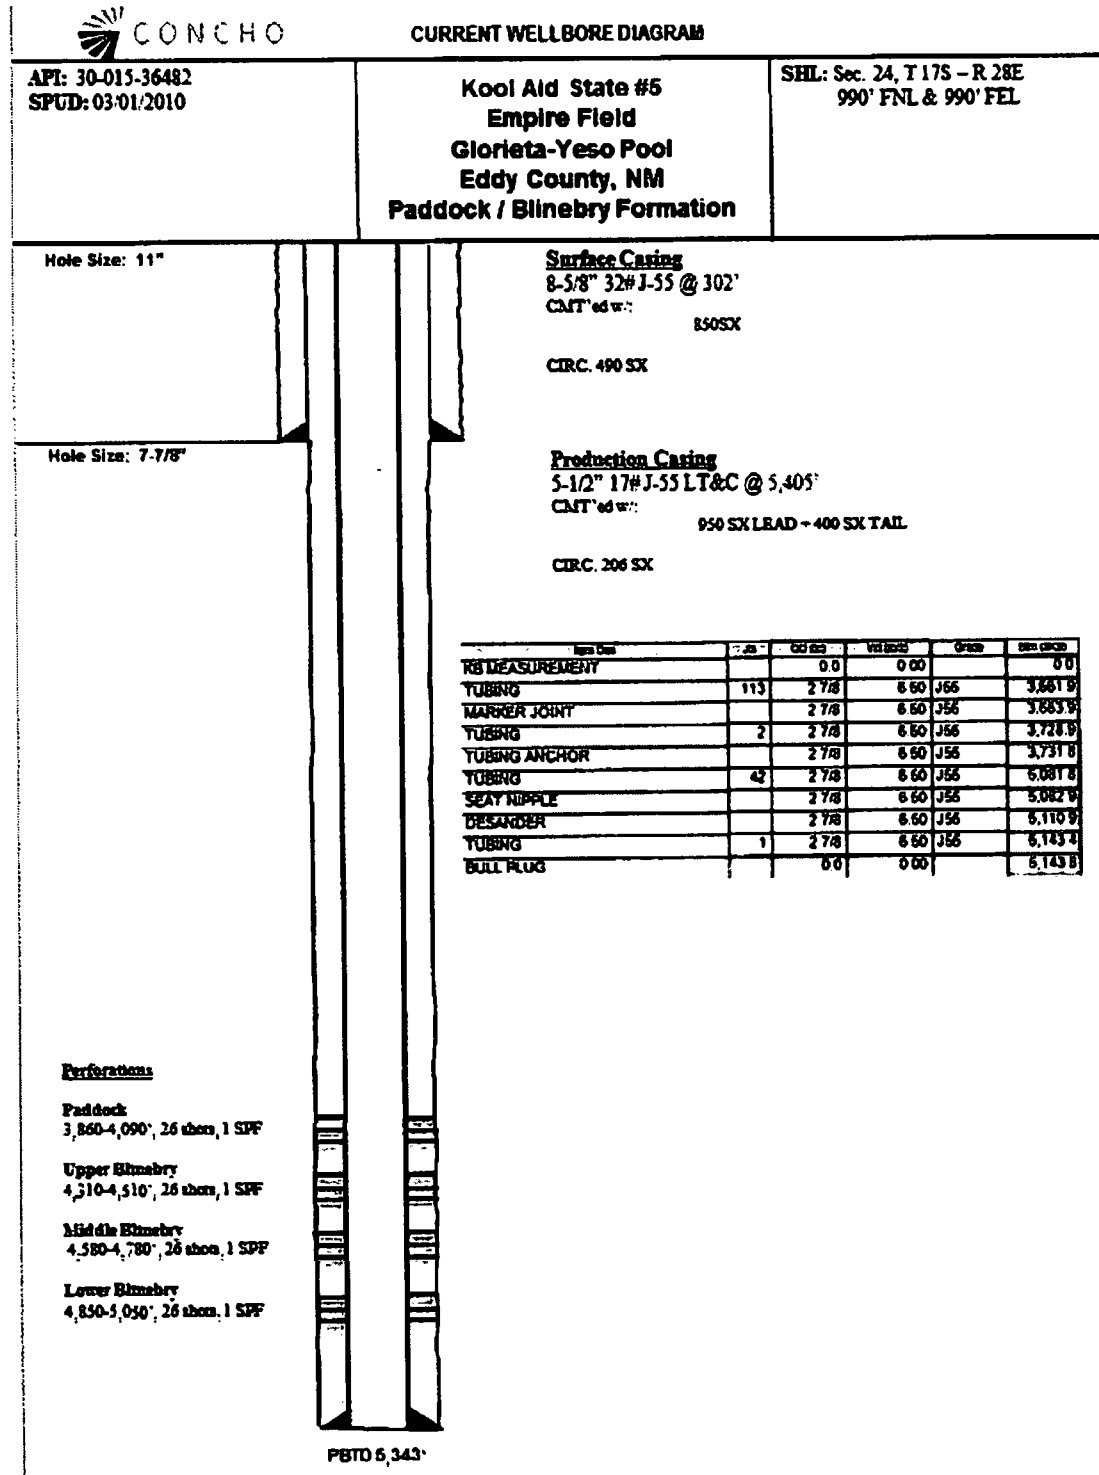 CONCHO
CURRENT WELLBORE DIAGRAM
API: 30-015-36482
SPUD: 03/01/2010
Kool Aid State #5
Empire Field
Glorieta-Yeso Pool
Eddy County, NM
Paddock / Blinebry Formation
SHL: Sec. 24, T 17S – R 28E
990' FNL & 990' FEL
Hole Size: 11"
Surface Casing
8-5/8" 32# J-55 @ 302'
CMT'ed w/:
850SX
CIRC. 490 SX
Hole Size: 7-7/8"
Production Casing
5-1/2" 17# J-55 LT&C @ 5,405'
CMT'ed w/:
950 SX LEAD + 400 SX TAIL
CIRC. 206 SX
Item Des Jts Grade
KB MEASUREMENT 0.0 0.00 0.0
TUBING 113 2 7/8 6.50 J55 3,661.9
MARKER JOINT 2 7/8 6.50 J55 3,663.9
TUBING 2 2 7/8 6.50 J55 3,728.9
TUBING ANCHOR 2 7/8 6.50 J55 3,731.8
TUBING 42 2 7/8 6.50 J55 5,081.8
SEAT NIPPLE 2 7/8 6.50 J55 5,082.9
DESANDER 2 7/8 6.50 J55 5,110.9
TUBING 1 2 7/8 6.50 J55 5,143.4
BULL PLUG 0.0 0.00 5,143.8
Perforations
Paddock
3,860-4,090', 26 shots, 1 SPF
Upper Blinebry
4,310-4,510', 26 shots, 1 SPF
Middle Blinebry
4,580-4,780', 26 shots, 1 SPF
Lower Blinebry
4,850-5,050', 26 shots, 1 SPF
PBTD 5,343'